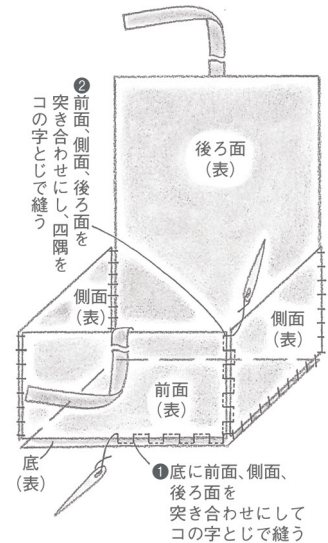 ❷前面、側面、後ろ面を
突き合わせにし、四隅を
コの字とじで縫う
後ろ面
(表)
側面
(表)
側面
(表)
前面
(表)
底
(表)
❶底に前面、側面、
後ろ面を
突き合わせにして
コの字とじで縫う